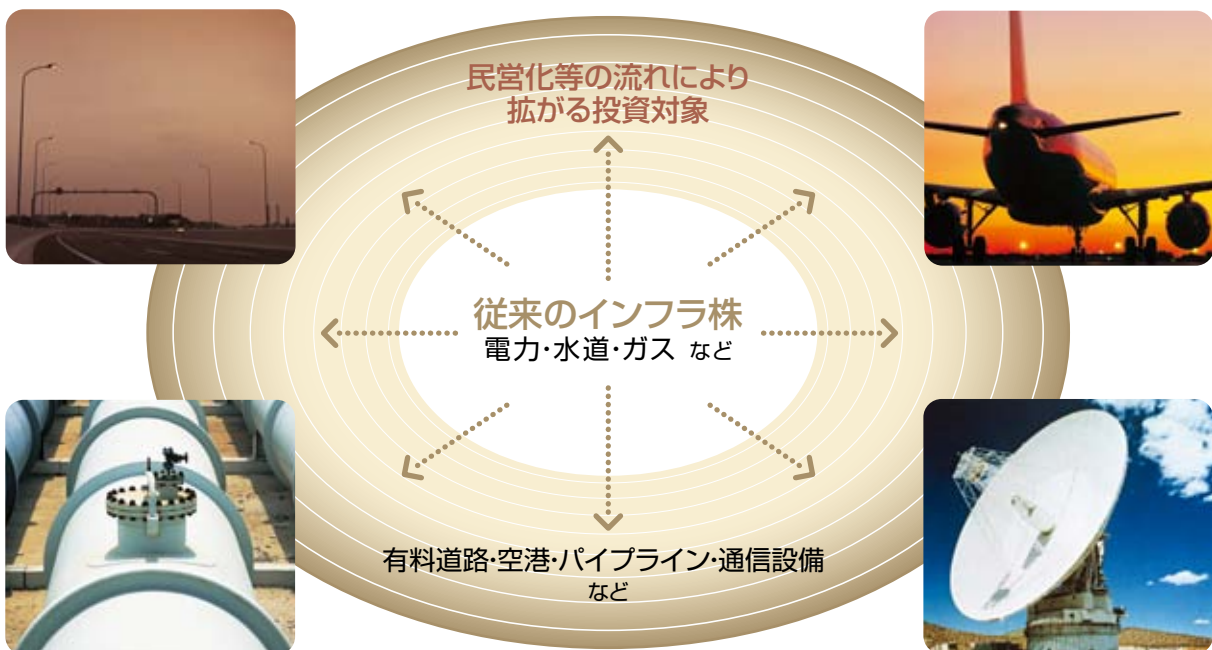 民営化等の流れにより
拡がる投資対象
従来のインフラ株
電力・水道・ガス など
有料道路・空港・パイプライン・通信設備
など